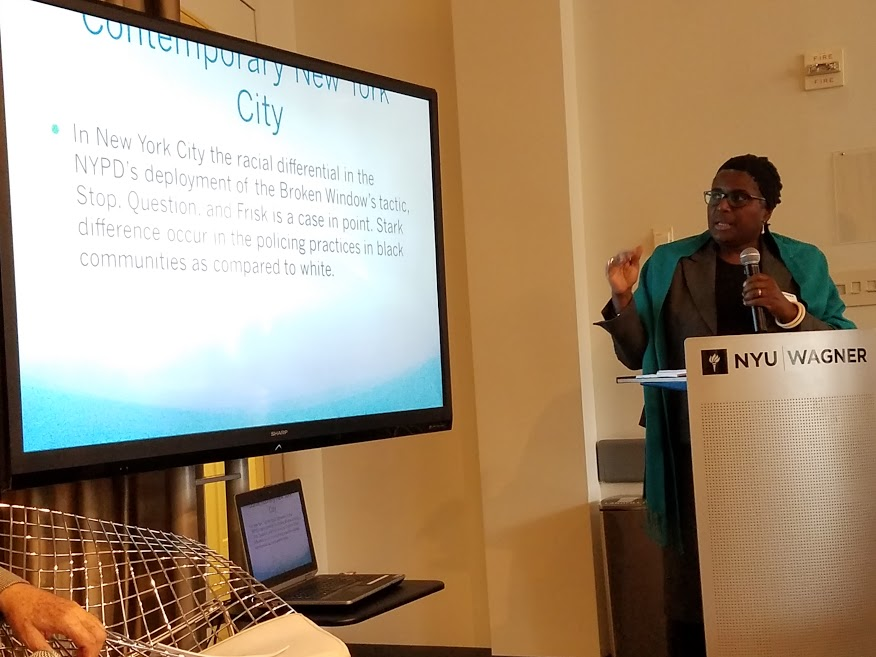 Contemporary New York
City
In New York City the racial differential in the
NYPD's deployment of the Broken Window's tactic,
Stop, Question, and Frisk is a case in point. Stark
difference occur in the policing practices in black
communities as compared to white.
SHARP
FIRE
FIRE
NYU WAGNER
City